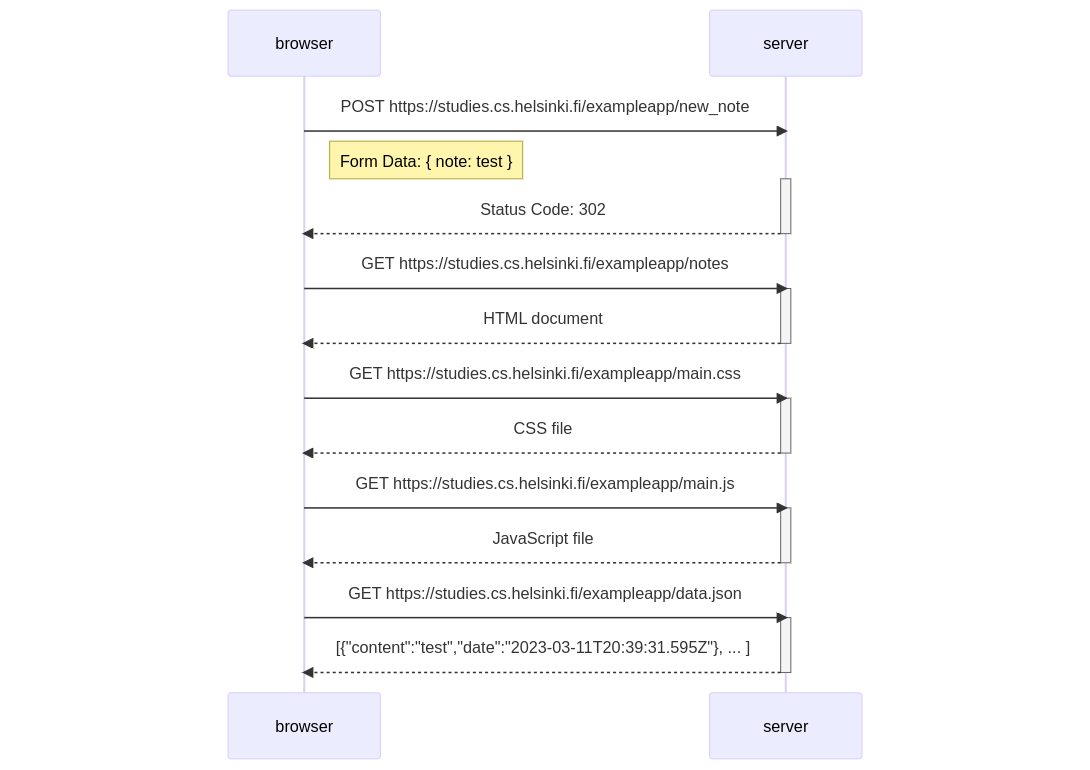 browser
server
POST https://studies.cs.helsinki.fi/exampleapp/new_note
Form Data: { note: test }
Status Code: 302
GET https://studies.cs.helsinki.fi/exampleapp/notes
HTML document
GET https://studies.cs.helsinki.fi/exampleapp/main.css
CSS file
GET https://studies.cs.helsinki.fi/exampleapp/main.js
JavaScript file
GET https://studies.cs.helsinki.fi/exampleapp/data.json
[{"content":"test","date":"2023-03-11T20:39:31.595Z"}, ... ]
browser
server